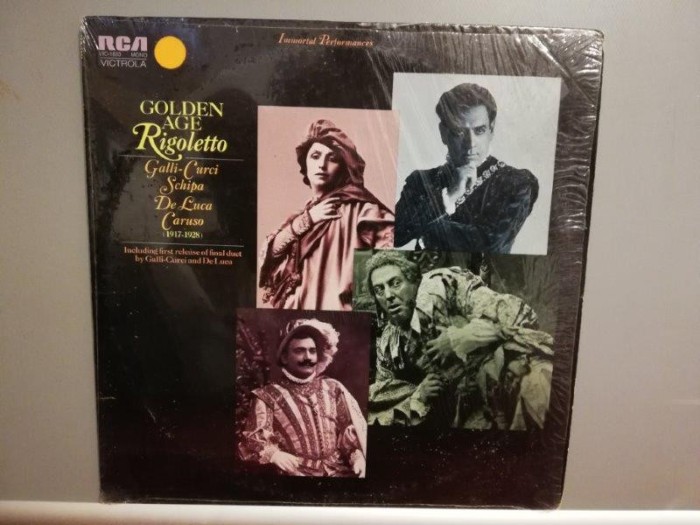 Immortal Performances
RCA
MONO
VICTROLA
GOLDEN
AGE
Rigoletto
Galli-Curci
Schipa
De Luca
Caruso
(1917-1928)
Including first release of final duet
by Galli-Curci and De Luca